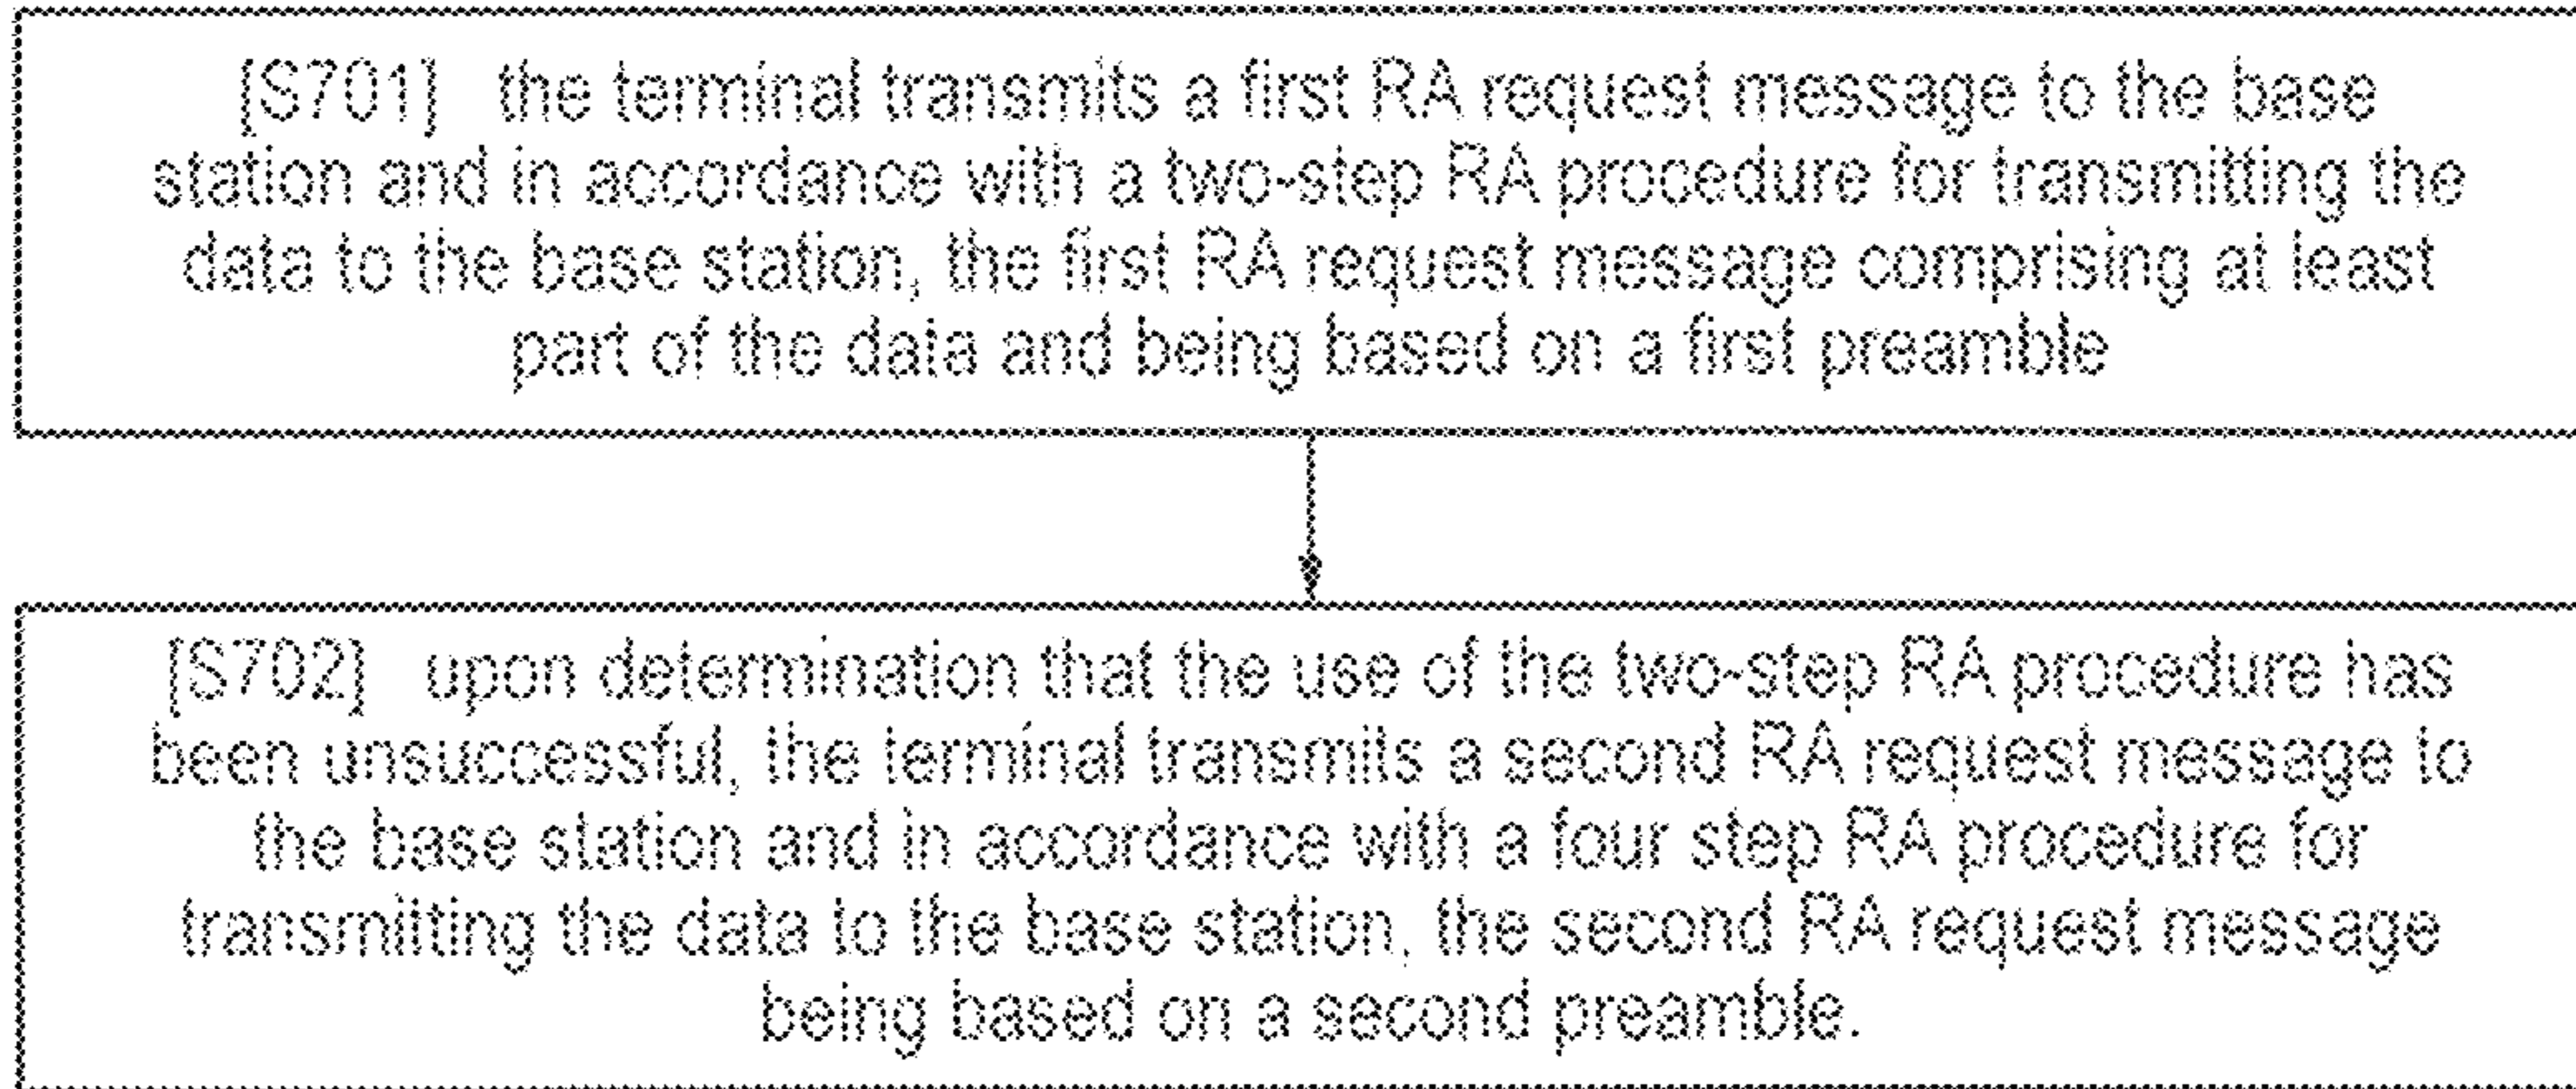 [S701] the terminal transmits a first RA request message to the base
station and in accordance with a two-step RA procedure for transmitting the
data to the base station, the first RA request message comprising at least
part of the data and being based on a first preamble
[S702] upon determination that the use of the two-step RA procedure has
been unsuccessful, the terminal transmits a second RA request message to
the base station and in accordance with a four step RA procedure for
transmitting the data to the base station, the second RA request message
being based on a second preamble.